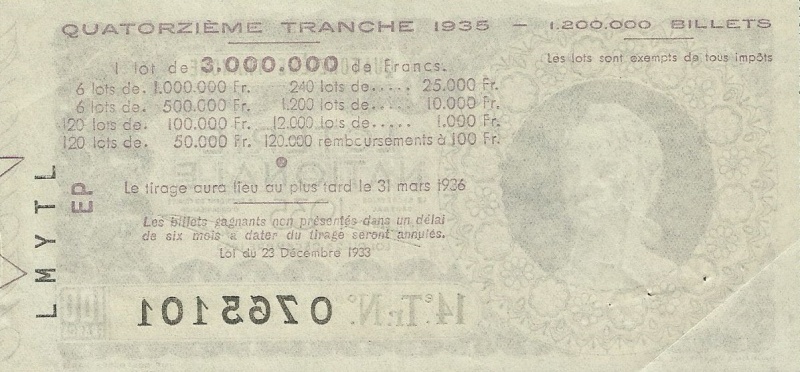 QUATORZIÈME TRANCHE 1935 — 1.200.000 BILLETS
1 lot de 3.000.000 de Francs.
Les lots sont exempts de tous impôts
6 lots de. 1.000.000 Fr. 240 lots de..... 25.000 Fr.
6 lots de. 500.000 Fr. 1.200 lots de..... 10.000 Fr.
120 lots de. 100.000 Fr. 12.000 lots de..... 1.000 Fr.
120 lots de. 50.000 Fr. 120.000 remboursements à 100 Fr.
Le tirage aura lieu au plus tard le 31 mars 1936
Les billets gagnants non présentés dans un délai
de six mois a dater du tirage seront annulés.
Loi du 23 Décembre 1933
LMYTL
EP
NATIONALE
14e Tr. N° 0765101
100